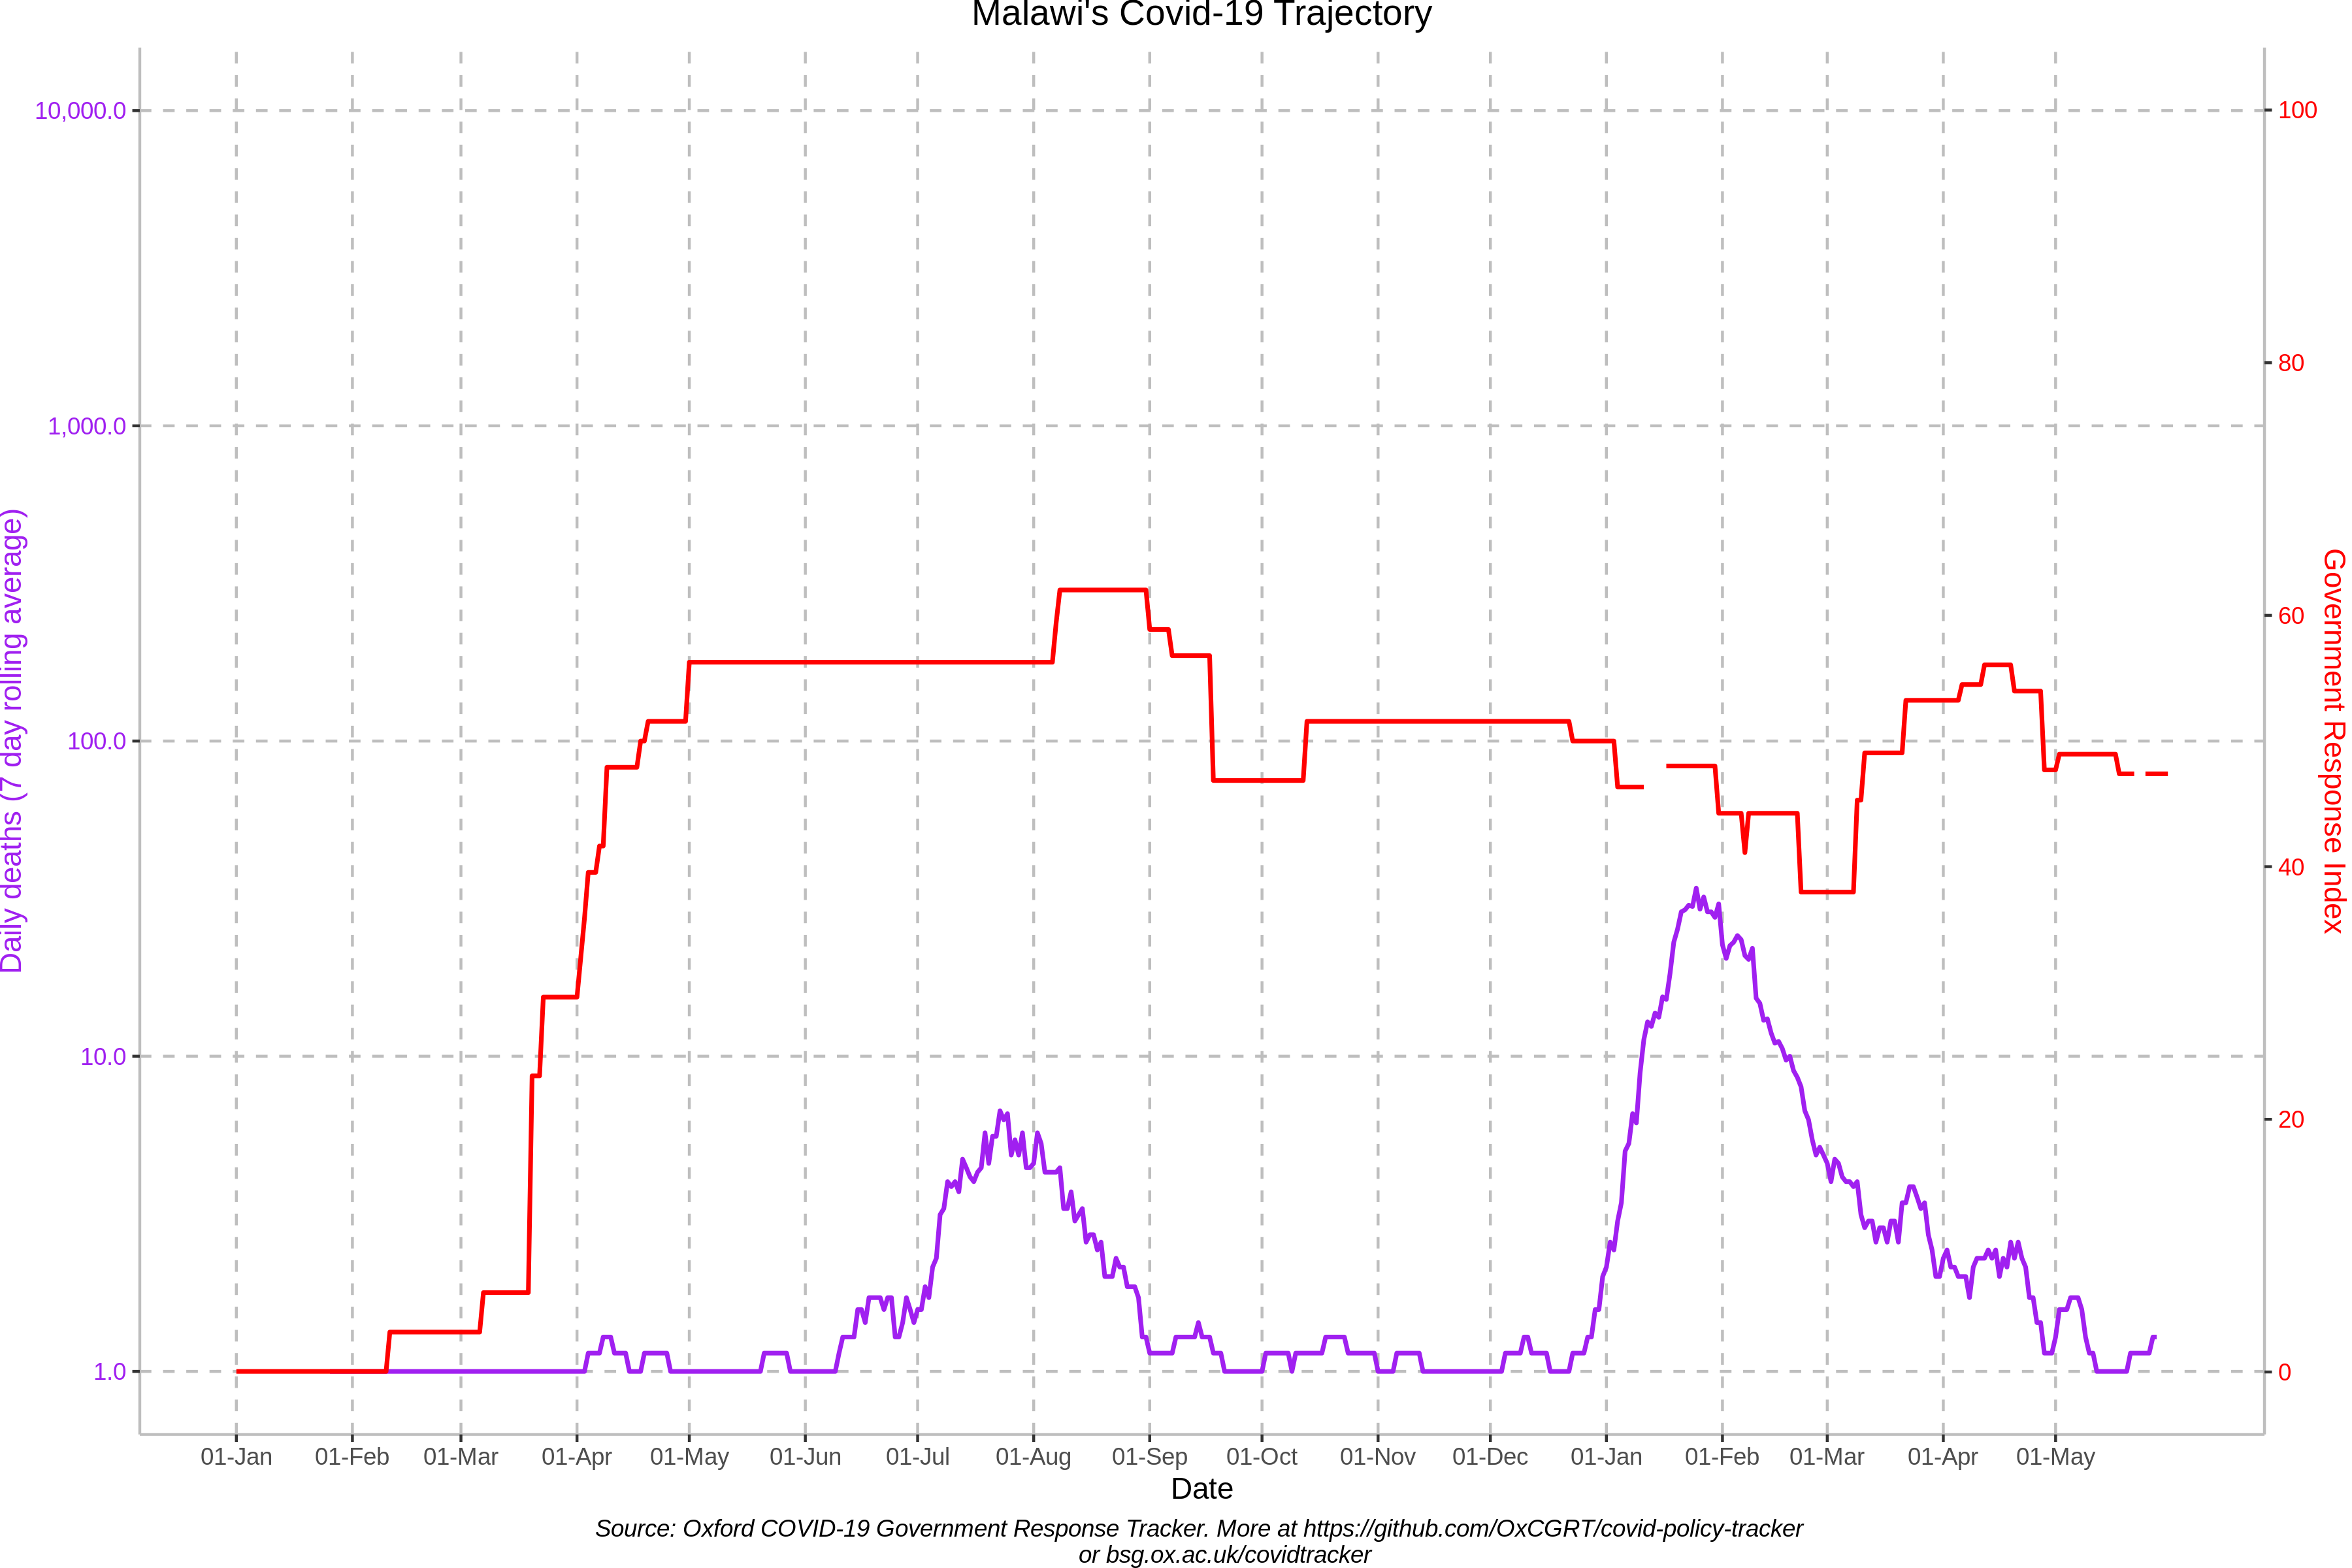 Malawi's Covid-19 Trajectory
10,000.0
1,000.0
100.0
10.0
1.0
Daily deaths (7 day rolling average)
100
80
60
40
20
0
Government Response Index
01-Jan 01-Feb 01-Mar 01-Apr 01-May 01-Jun 01-Jul 01-Aug 01-Sep 01-Oct 01-Nov 01-Dec 01-Jan 01-Feb 01-Mar 01-Apr 01-May
Date
Source: Oxford COVID-19 Government Response Tracker. More at https://github.com/OxCGRT/covid-policy-tracker
or bsg.ox.ac.uk/covidtracker